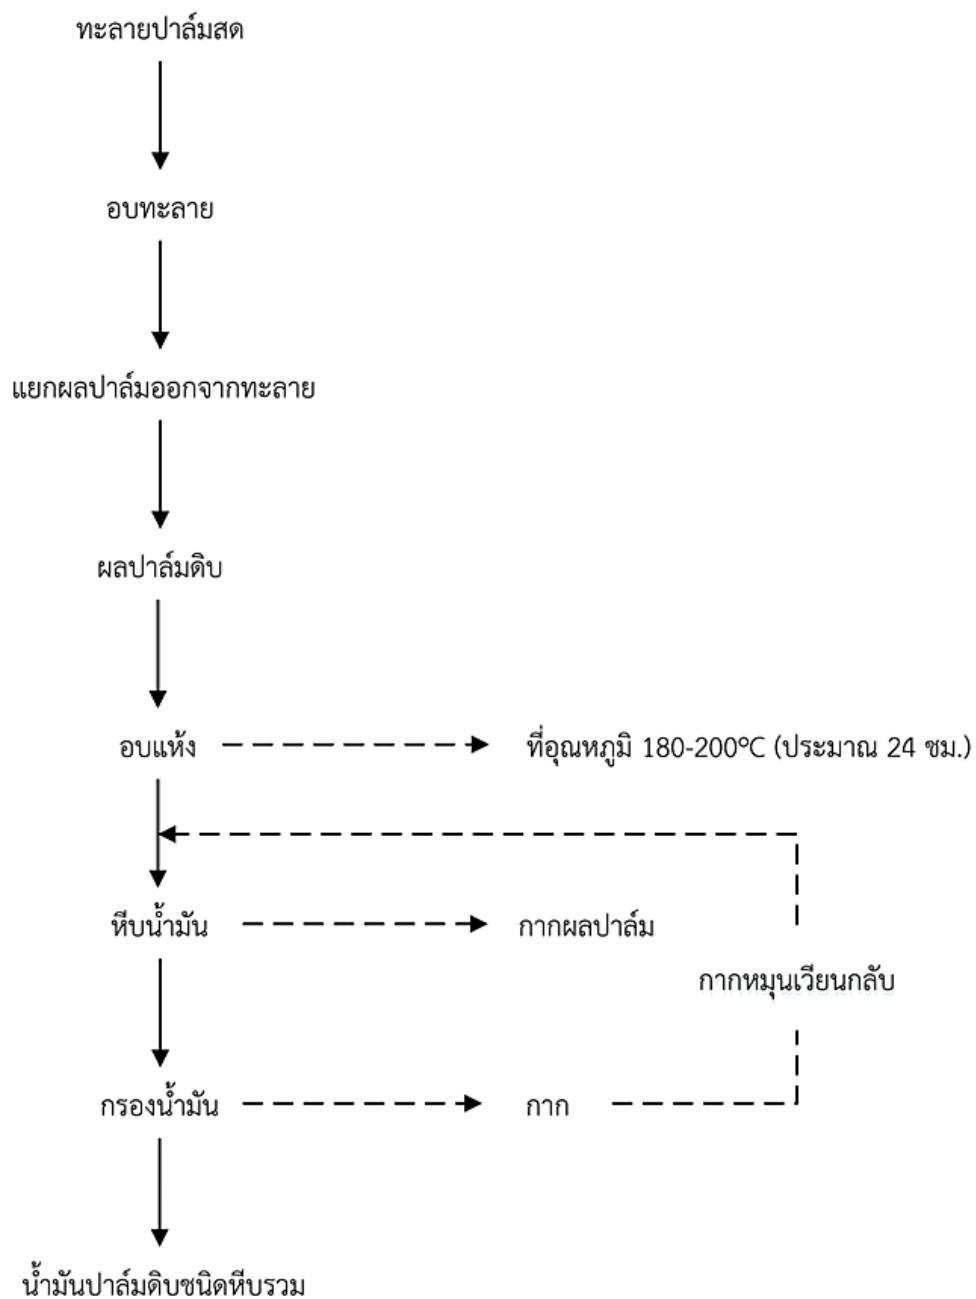 ทะลายปาล์มสด
อบทะลาย
แยกผลปาล์มออกจากทะลาย
ผลปาล์มดิบ
อบแห้ง
ที่อุณหภูมิ 180-200ºC (ประมาณ 24 ชม.)
หีบน้ำมัน
กากผลปาล์ม
กากหมุนเวียนกลับ
กรองน้ำมัน
กาก
น้ำมันปาล์มดิบชนิดหีบรวม